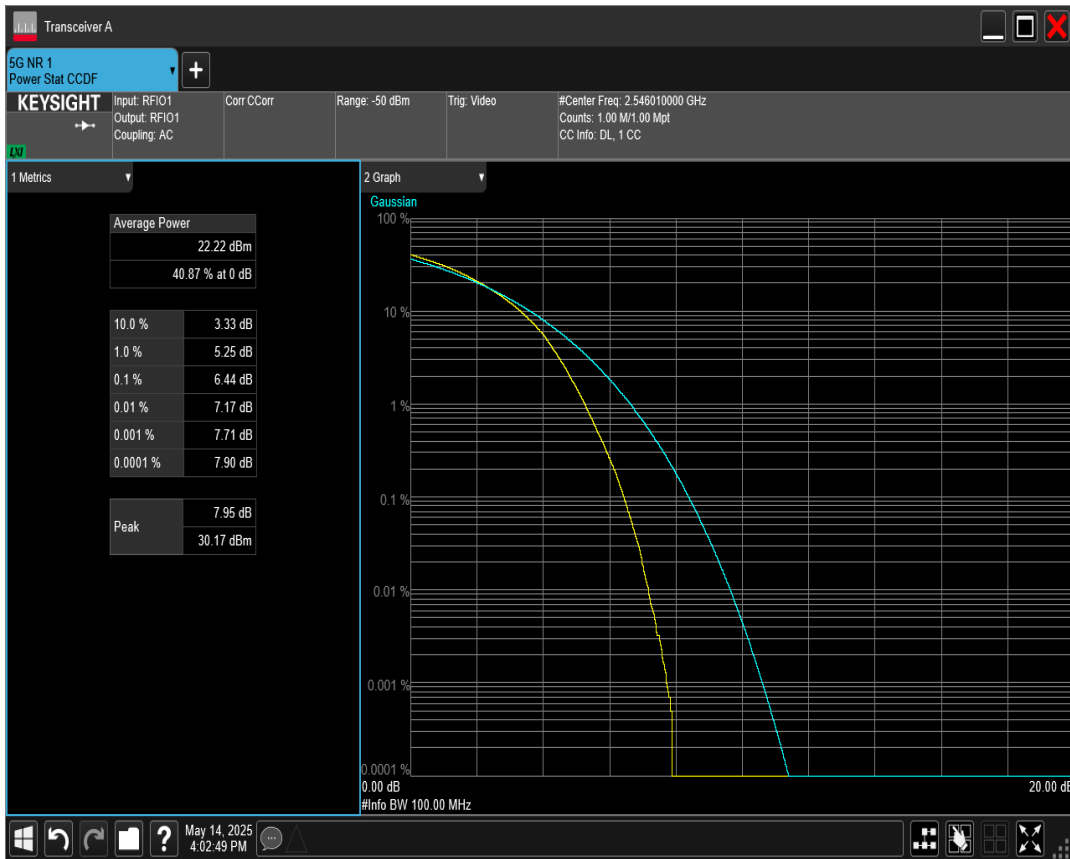 Transceiver A
5G NR 1
Power Stat CCDF
KEYSIGHT
LXI
Input: RFIO1
Output: RFIO1
Coupling: AC
Corr CCorr
Range: -50 dBm
Trig: Video
#Center Freq: 2.546010000 GHz
Counts: 1.00 M/1.00 Mpt
CC Info: DL, 1 CC
1 Metrics
Average Power
22.22 dBm
40.87 % at 0 dB
10.0 % 3.33 dB
1.0 % 5.25 dB
0.1 % 6.44 dB
0.01 % 7.17 dB
0.001 % 7.71 dB
0.0001 % 7.90 dB
Peak 7.95 dB
30.17 dBm
2 Graph
Gaussian
100 %
10 %
1 %
0.1 %
0.01 %
0.001 %
0.0001 %
0.00 dB 20.00 dB
#Info BW 100.00 MHz
? May 14, 2025
4:02:49 PM